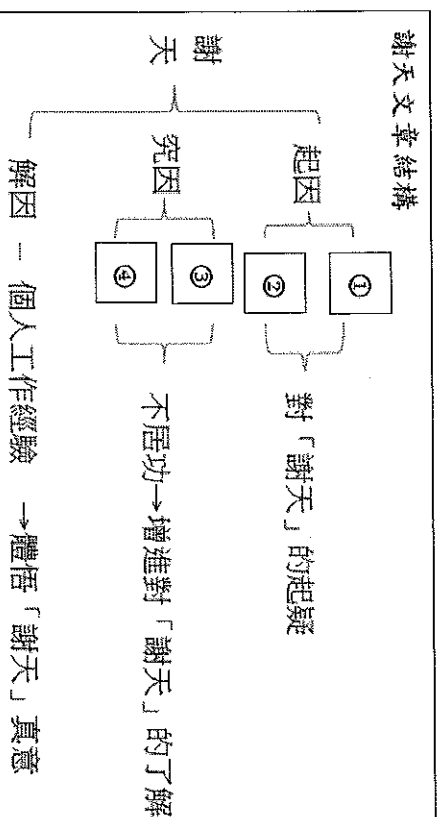 謝天文章結構
謝天
起因
①
②
對「謝天」的起疑
究因
③
④
不居功→增進對「謝天」的了解
解因 － 個人工作經驗 →體悟「謝天」真意